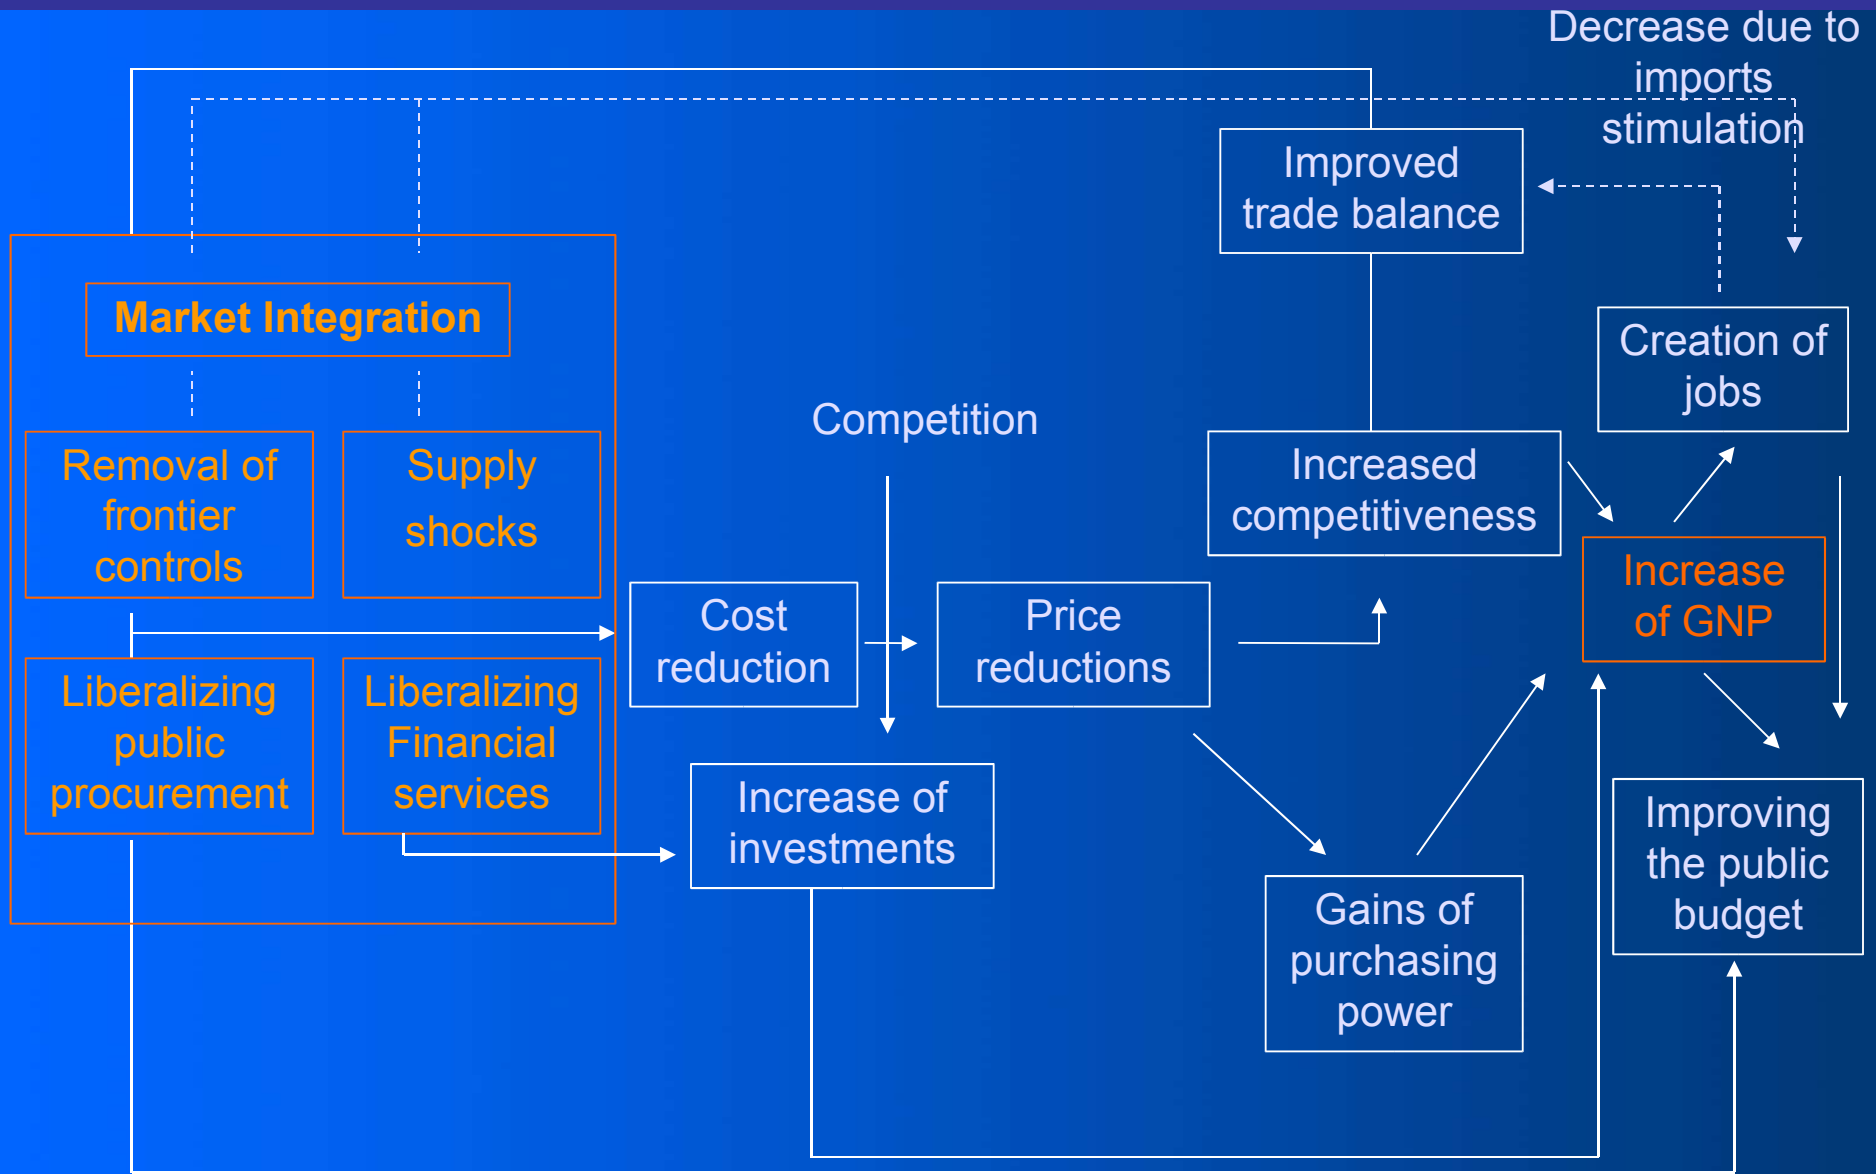 Decrease due to
imports
stimulation
Improved
trade balance
Market Integration
Creation of
jobs
Competition
Removal of
frontier
controls
Supply
shocks
Increased
competitiveness
Increase
of GNP
Cost
reduction
Price
reductions
Liberalizing
public
procurement
Liberalizing
Financial
services
Increase of
investments
Improving
the public
budget
Gains of
purchasing
power